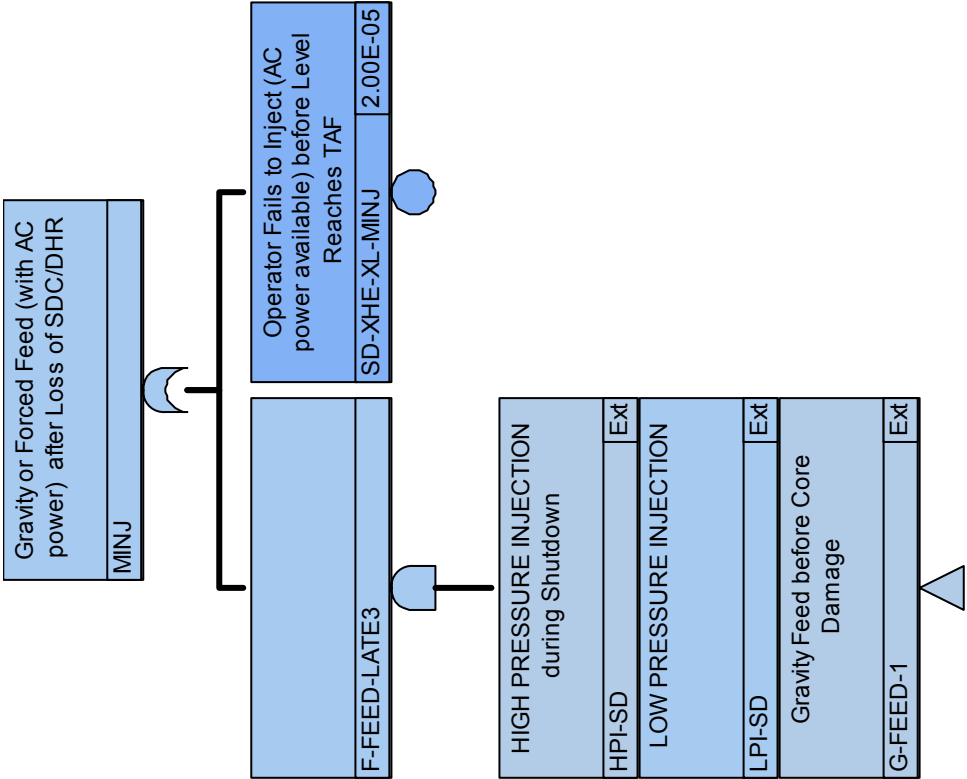 Gravity or Forced Feed (with AC
power) after Loss of SDC/DHR
MINJ
F-FEED-LATE3
Operator Fails to Inject (AC
power available) before Level
Reaches TAF
SD-XHE-XL-MINJ 2.00E-05
HIGH PRESSURE INJECTION
during Shutdown
HPI-SD Ext
LOW PRESSURE INJECTION
LPI-SD Ext
Gravity Feed before Core
Damage
G-FEED-1 Ext